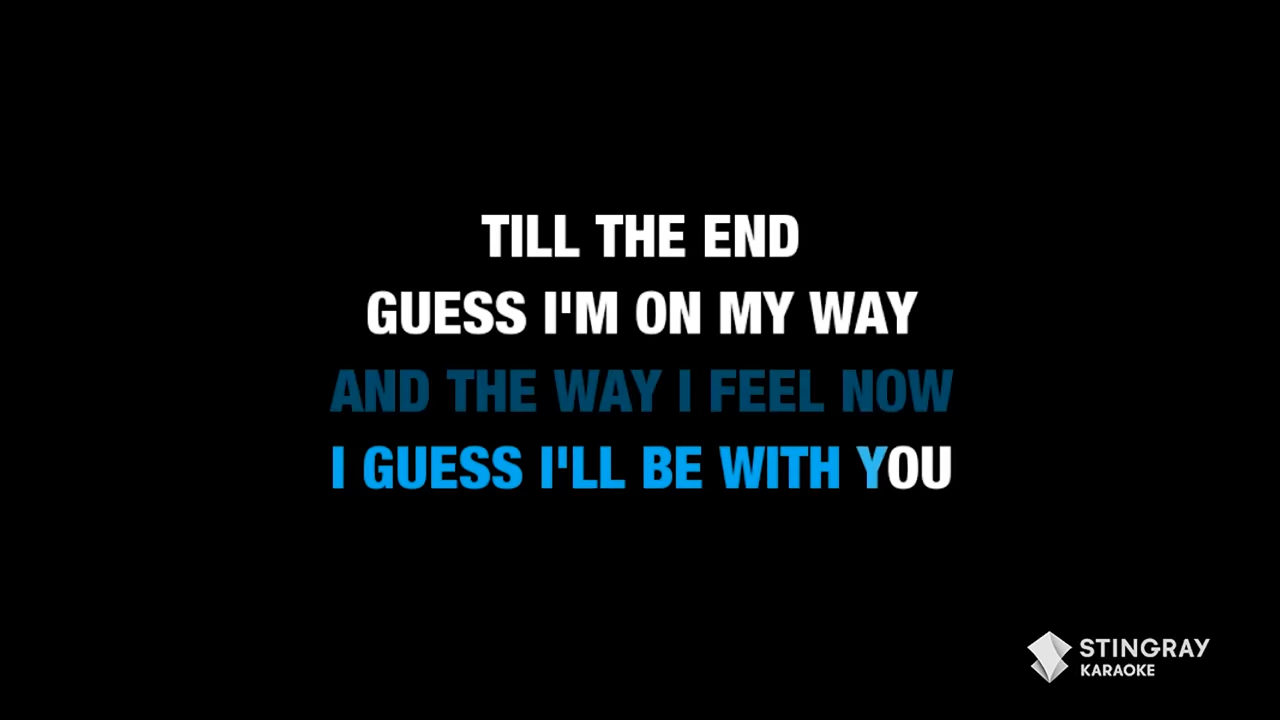 TILL THE END
GUESS I'M ON MY WAY
AND THE WAY I FEEL NOW
I GUESS I'LL BE WITH YOU
STINGRAY
KARAOKE